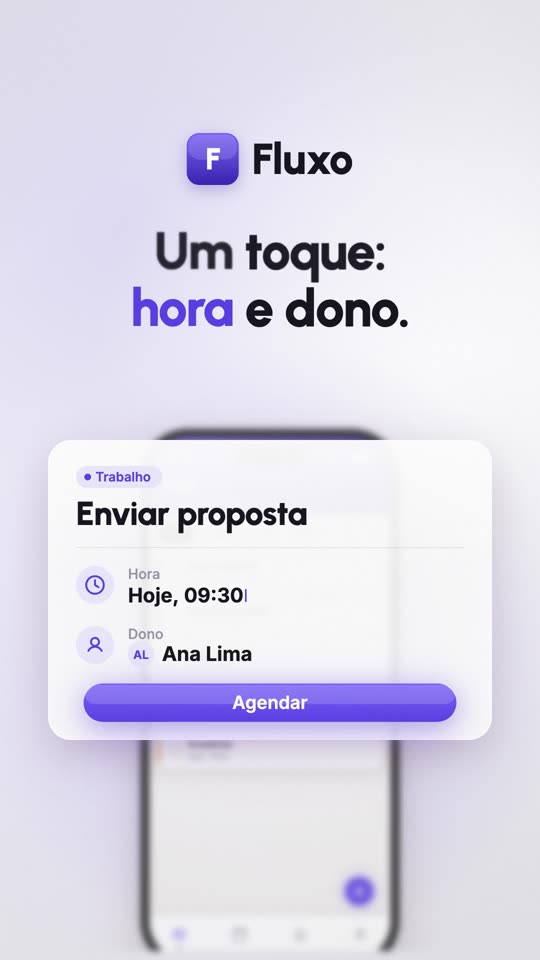 F Fluxo
Um toque:
hora e dono.
Trabalho
Enviar proposta
Hora
Hoje, 09:30
Dono
AL Ana Lima
Agendar